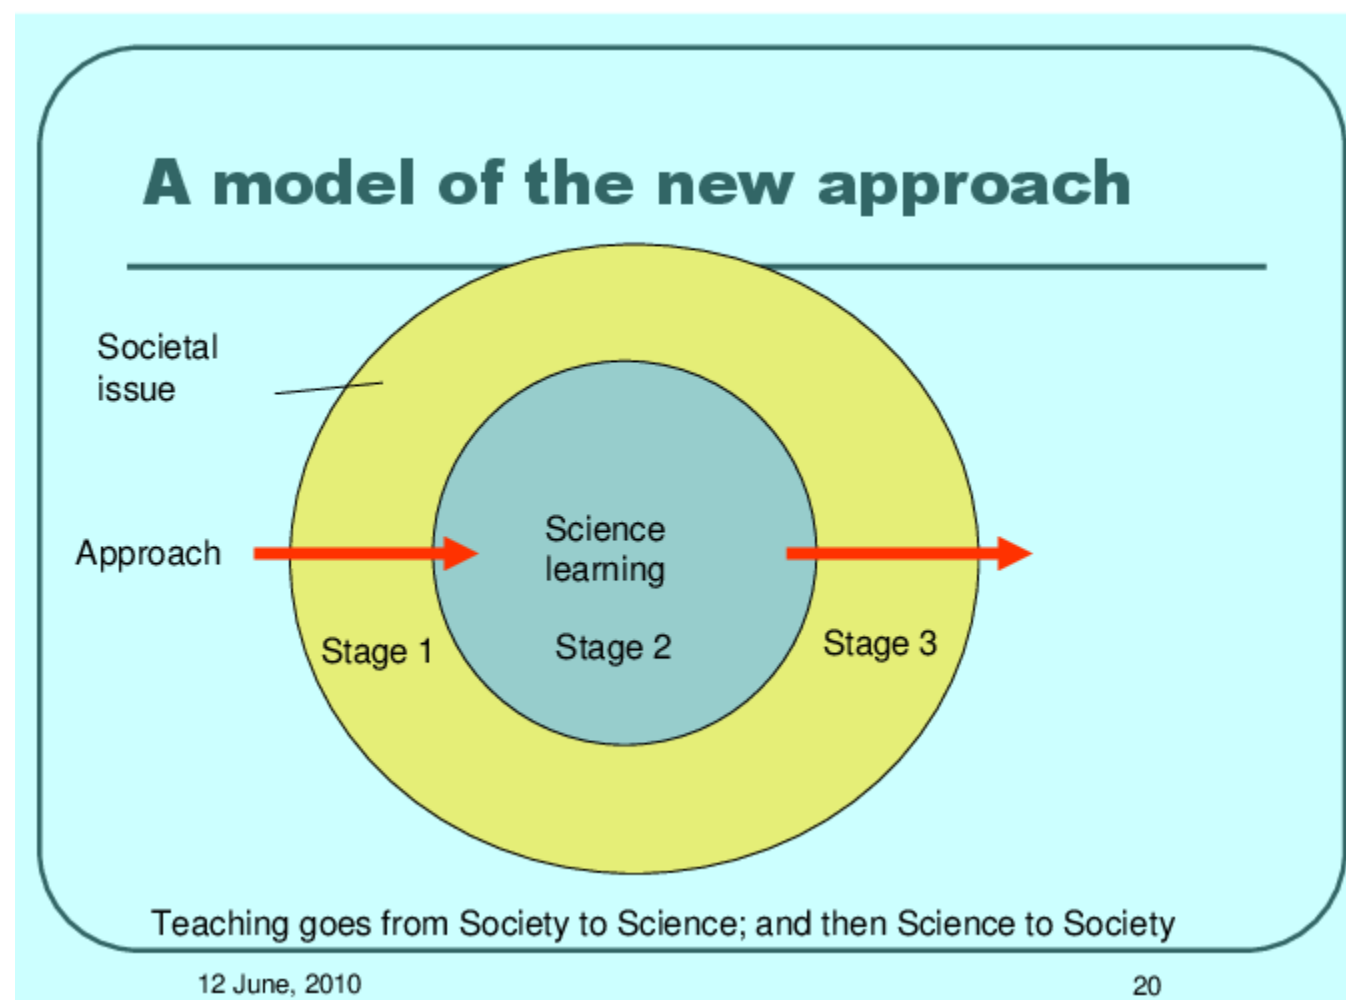 A model of the new approach
Societal
issue
Approach
Science
learning
Stage 1
Stage 2
Stage 3
Teaching goes from Society to Science; and then Science to Society
12 June, 2010
20